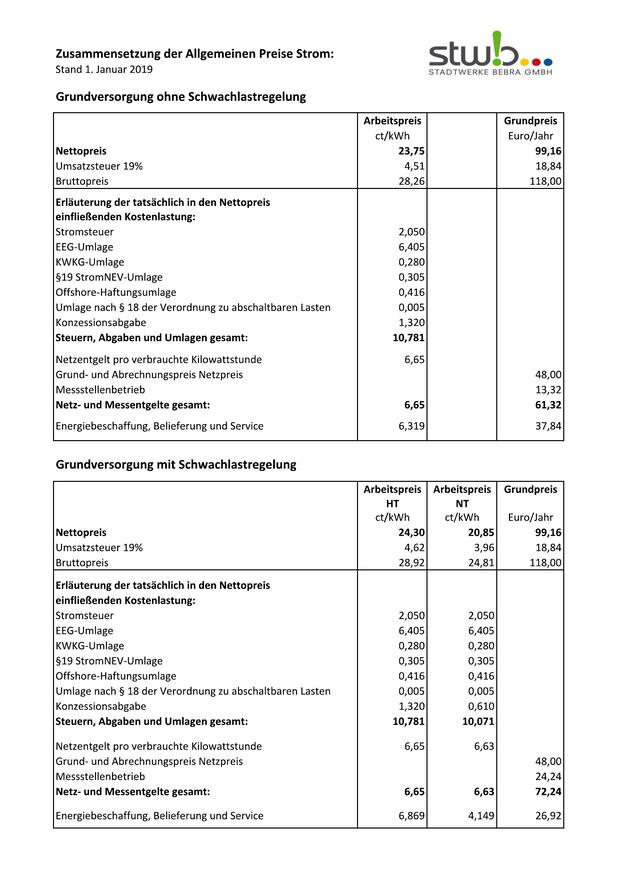 stwb...
STADTWERKE BEBRA GMBH
Zusammensetzung der Allgemeinen Preise Strom:
Stand 1. Januar 2019
Grundversorgung ohne Schwachlastregelung
Arbeitspreis Grundpreis
ct/kWh Euro/Jahr
Nettopreis 23,75 99,16
Umsatzsteuer 19% 4,51 18,84
Bruttopreis 28,26 118,00
Erläuterung der tatsächlich in den Nettopreis
einfließenden Kostenlastung:
Stromsteuer 2,050
EEG-Umlage 6,405
KWKG-Umlage 0,280
§19 StromNEV-Umlage 0,305
Offshore-Haftungsumlage 0,416
Umlage nach § 18 der Verordnung zu abschaltbaren Lasten 0,005
Konzessionsabgabe 1,320
Steuern, Abgaben und Umlagen gesamt: 10,781
Netzentgelt pro verbrauchte Kilowattstunde 6,65
Grund- und Abrechnungspreis Netzpreis 48,00
Messstellenbetrieb 13,32
Netz- und Messentgelte gesamt: 6,65 61,32
Energiebeschaffung, Belieferung und Service 6,319 37,84
Grundversorgung mit Schwachlastregelung
Arbeitspreis Arbeitspreis Grundpreis
HT NT
ct/kWh ct/kWh Euro/Jahr
Nettopreis 24,30 20,85 99,16
Umsatzsteuer 19% 4,62 3,96 18,84
Bruttopreis 28,92 24,81 118,00
Erläuterung der tatsächlich in den Nettopreis
einfließenden Kostenlastung:
Stromsteuer 2,050 2,050
EEG-Umlage 6,405 6,405
KWKG-Umlage 0,280 0,280
§19 StromNEV-Umlage 0,305 0,305
Offshore-Haftungsumlage 0,416 0,416
Umlage nach § 18 der Verordnung zu abschaltbaren Lasten 0,005 0,005
Konzessionsabgabe 1,320 0,610
Steuern, Abgaben und Umlagen gesamt: 10,781 10,071
Netzentgelt pro verbrauchte Kilowattstunde 6,65 6,63
Grund- und Abrechnungspreis Netzpreis 48,00
Messstellenbetrieb 24,24
Netz- und Messentgelte gesamt: 6,65 6,63 72,24
Energiebeschaffung, Belieferung und Service 6,869 4,149 26,92